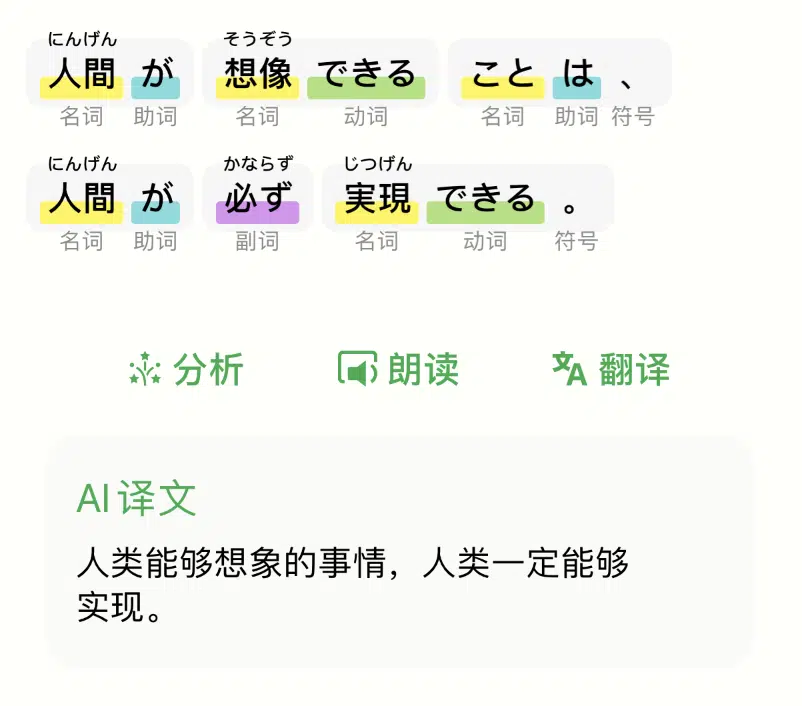 にんげん そうぞう
人間 が 想像 できる こと は 、
名词 助词 名词 动词 名词 助词 符号
にんげん かならず じつげん
人間 が 必ず 実現 できる 。
名词 助词 副词 名词 动词 符号
分析 朗读 翻译
AI译文
人类能够想象的事情，人类一定能够
实现。